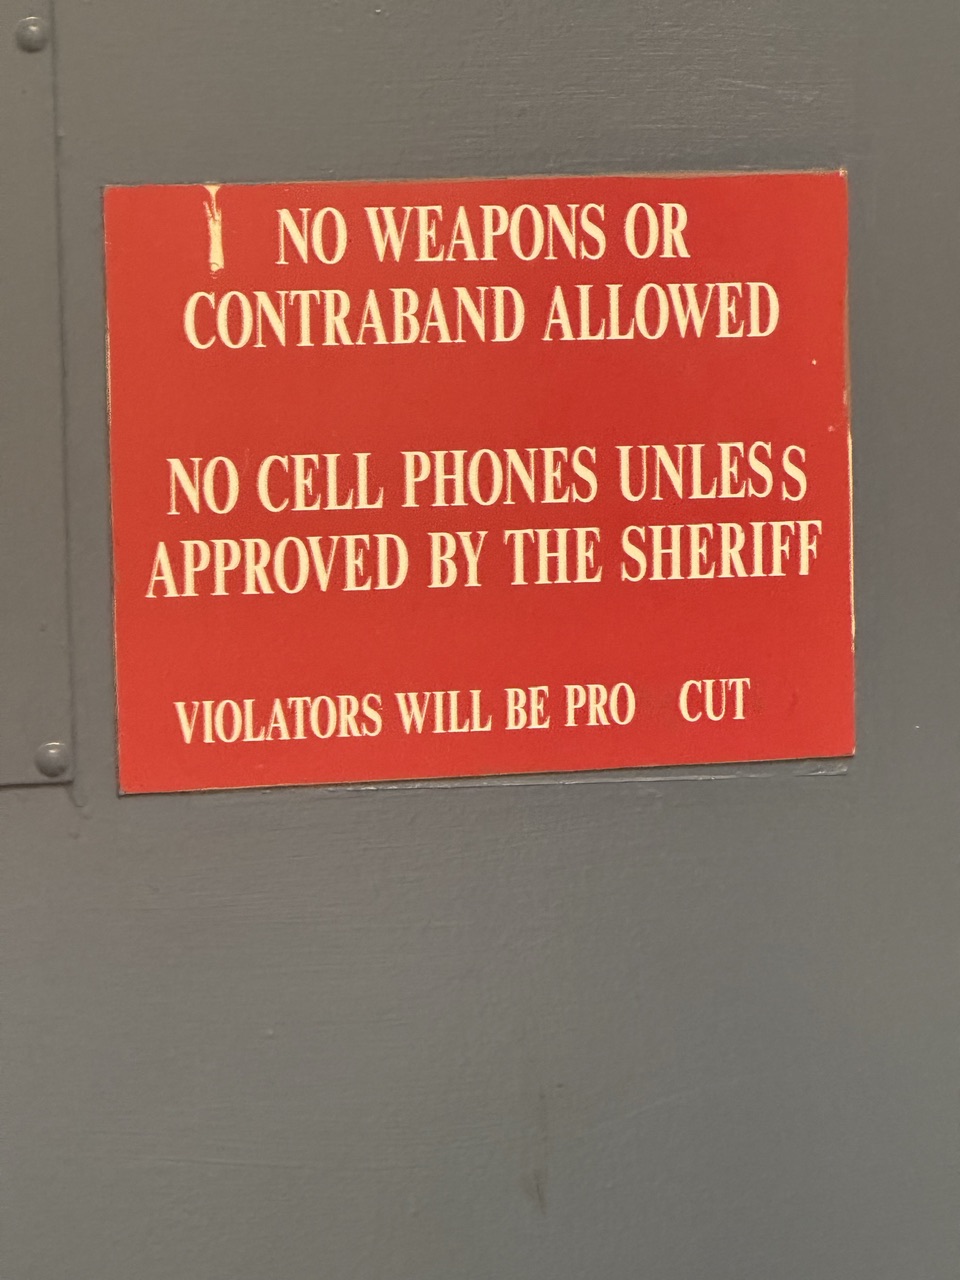 NO WEAPONS OR
CONTRABAND ALLOWED
NO CELL PHONES UNLESS
APPROVED BY THE SHERIFF
VIOLATORS WILL BE PRO CUT